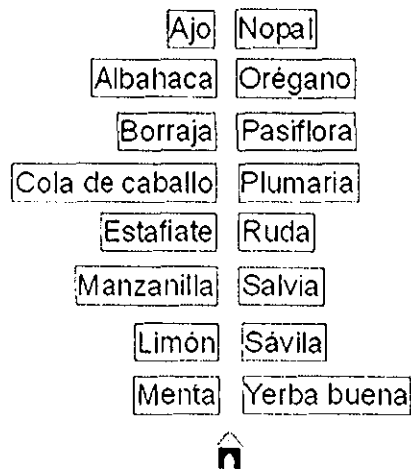 Ajo Nopal
Albahaca Orégano
Borraja Pasiflora
Cola de caballo Plumaria
Estafiate Ruda
Manzanilla Salvia
Limón Sávila
Menta Yerba buena